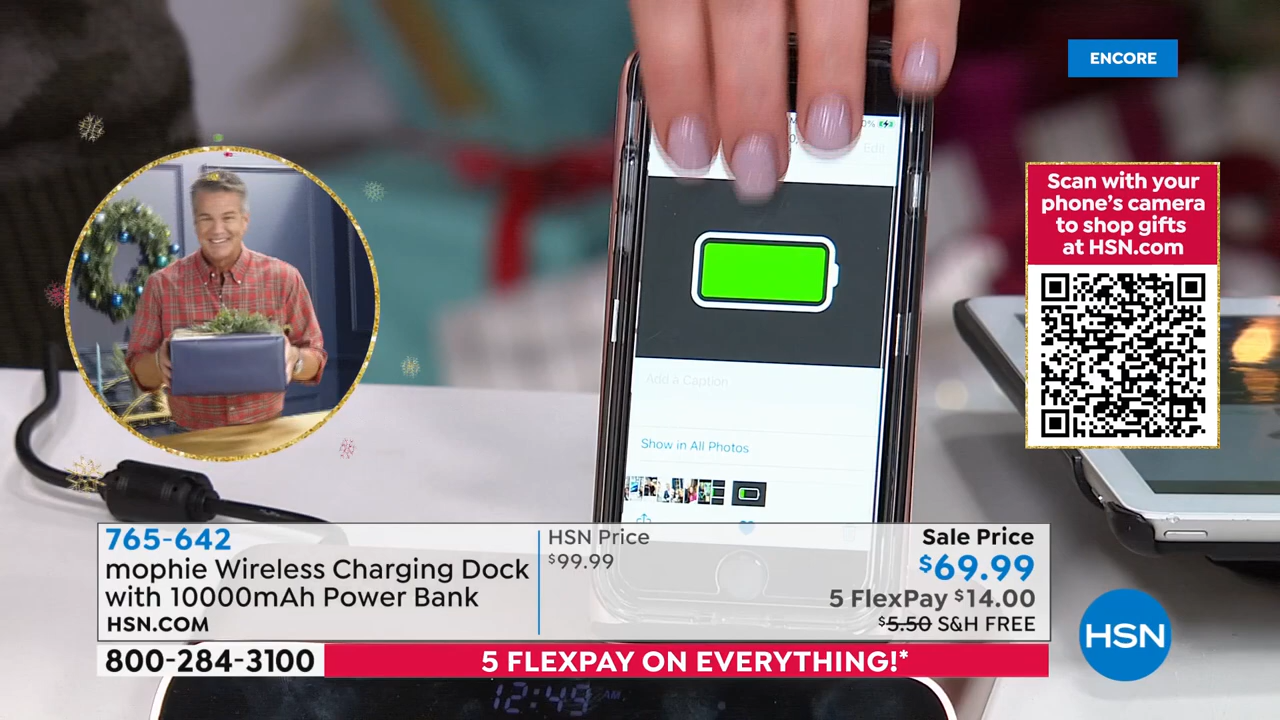 ENCORE
Scan with your
phone's camera
to shop gifts
at HSN.com
Edit
Add a Caption
Show in All Photos
765-642
mophie Wireless Charging Dock
with 10000mAh Power Bank
HSN.COM
HSN Price
$99.99
Sale Price
$69.99
5 FlexPay $14.00
$5.50 S&H FREE
800-284-3100
5 FLEXPAY ON EVERYTHING!*
HSN
12:49 AM